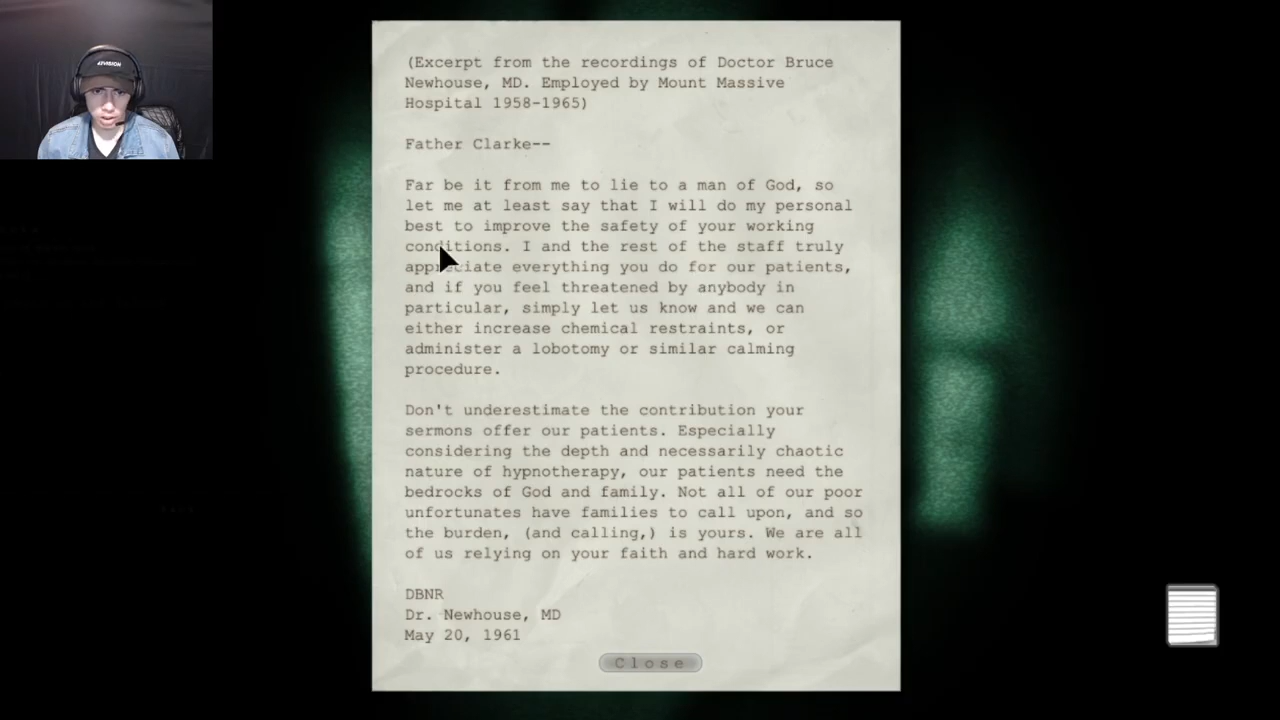 (Excerpt from the recordings of Doctor Bruce
Newhouse, MD. Employed by Mount Massive
Hospital 1958-1965)
Father Clarke--
Far be it from me to lie to a man of God, so
let me at least say that I will do my personal
best to improve the safety of your working
conditions. I and the rest of the staff truly
appreciate everything you do for our patients,
and if you feel threatened by anybody in
particular, simply let us know and we can
either increase chemical restraints, or
administer a lobotomy or similar calming
procedure.
Don't underestimate the contribution your
sermons offer our patients. Especially
considering the depth and necessarily chaotic
nature of hypnotherapy, our patients need the
bedrocks of God and family. Not all of our poor
unfortunates have families to call upon, and so
the burden, (and calling,) is yours. We are all
of us relying on your faith and hard work.
DBNR
Dr. Newhouse, MD
May 20, 1961
Close